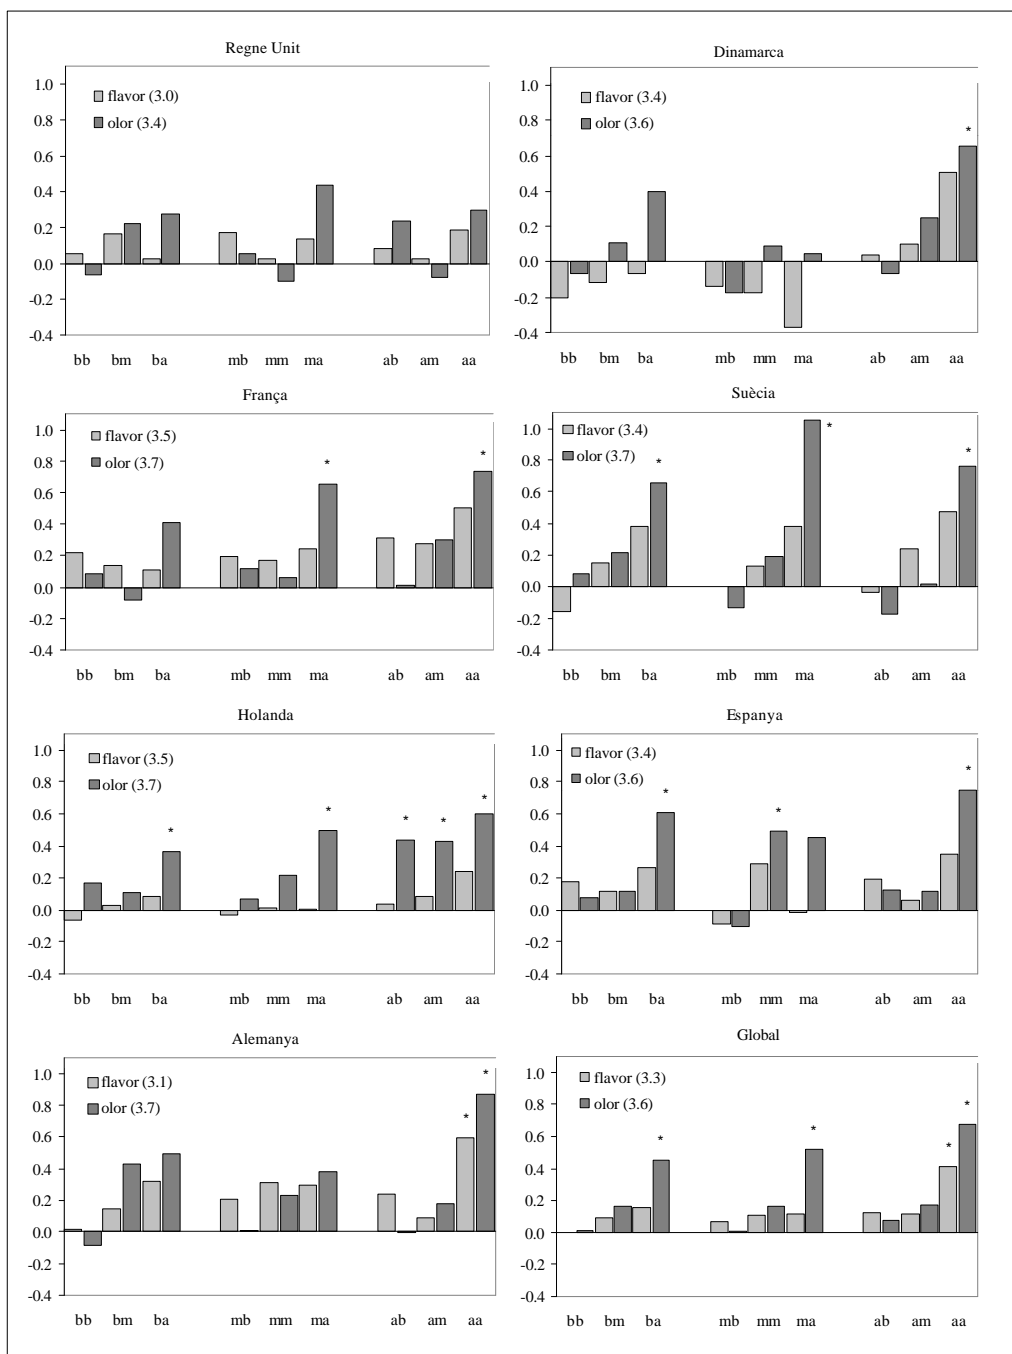 Regne Unit
1.0
0.8
0.6
0.4
0.2
0.0
-0.2
-0.4
flavor (3.0)
olor (3.4)
bb bm ba mb mm ma ab am aa
Dinamarca
1.0
0.8
0.6
0.4
0.2
0.0
-0.2
-0.4
flavor (3.4)
olor (3.6)
*
bb bm ba mb mm ma ab am aa
França
1.0
0.8
0.6
0.4
0.2
0.0
-0.2
-0.4
flavor (3.5)
olor (3.7)
* *
bb bm ba mb mm ma ab am aa
Suècia
1.0
0.8
0.6
0.4
0.2
0.0
-0.2
-0.4
flavor (3.4)
olor (3.7)
* * *
bb bm ba mb mm ma ab am aa
Holanda
1.0
0.8
0.6
0.4
0.2
0.0
-0.2
-0.4
flavor (3.5)
olor (3.7)
* * * * *
bb bm ba mb mm ma ab am aa
Espanya
1.0
0.8
0.6
0.4
0.2
0.0
-0.2
-0.4
flavor (3.4)
olor (3.6)
* * *
bb bm ba mb mm ma ab am aa
Alemanya
1.0
0.8
0.6
0.4
0.2
0.0
-0.2
-0.4
flavor (3.1)
olor (3.7)
* *
bb bm ba mb mm ma ab am aa
Global
1.0
0.8
0.6
0.4
0.2
0.0
-0.2
-0.4
flavor (3.3)
olor (3.6)
* * * *
bb bm ba mb mm ma ab am aa